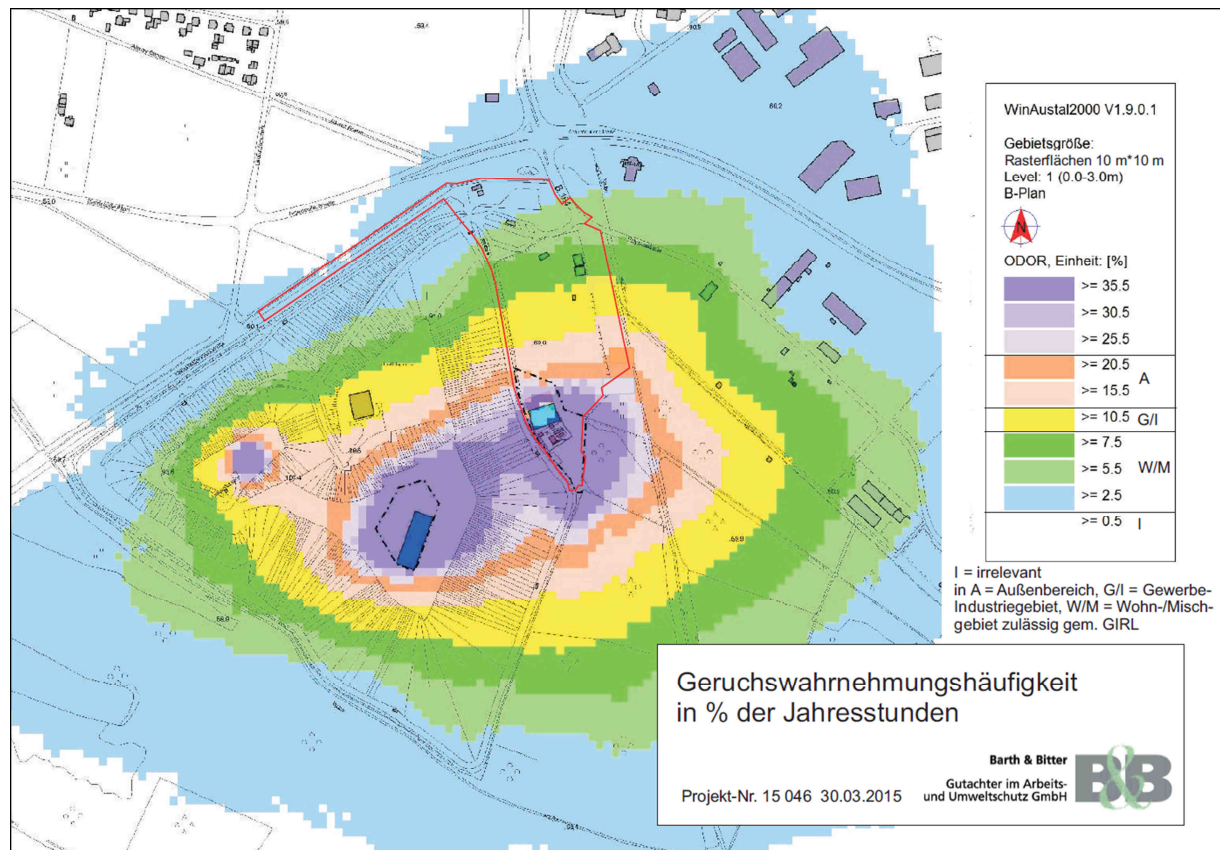 WinAustal2000 V1.9.0.1
Gebietsgröße:
Rasterflächen 10 m*10 m
Level: 1 (0.0-3.0m)
B-Plan
N
ODOR, Einheit: [%]
>= 35.5
>= 30.5
>= 25.5
>= 20.5
A
>= 15.5
>= 10.5
G/I
>= 7.5
W/M
>= 5.5
>= 2.5
>= 0.5
I
I = irrelevant
in A = Außenbereich, G/I = Gewerbe-
Industriegebiet, W/M = Wohn-/Misch-
gebiet zulässig gem. GIRL
Geruchswahrnehmungshäufigkeit
in % der Jahresstunden
Barth & Bitter
Gutachter im Arbeits-
und Umweltschutz GmbH
B&B
Projekt-Nr. 15 046 30.03.2015